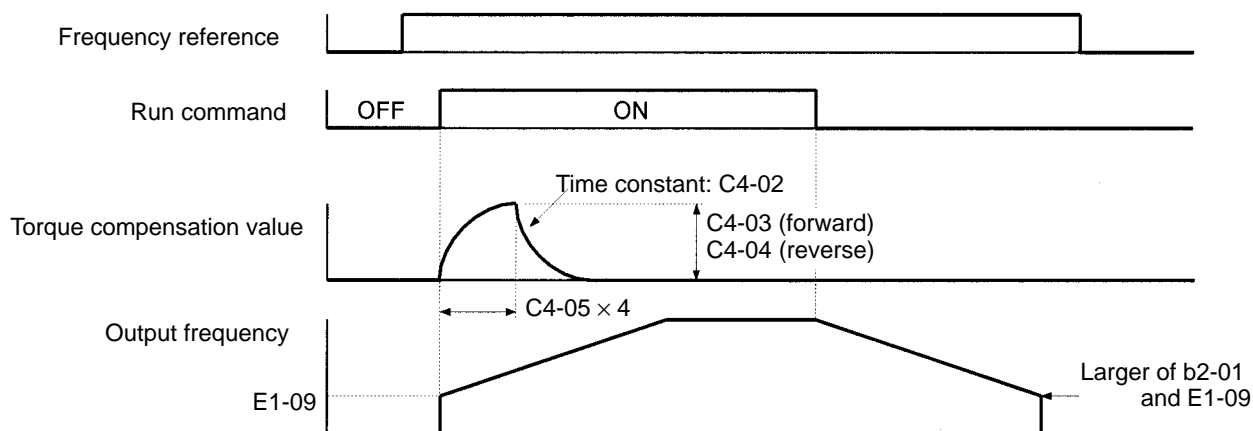 Frequency reference
Run command
OFF
ON
Time constant: C4-02
Torque compensation value
C4-03 (forward)
C4-04 (reverse)
C4-05 × 4
Output frequency
E1-09
Larger of b2-01
and E1-09